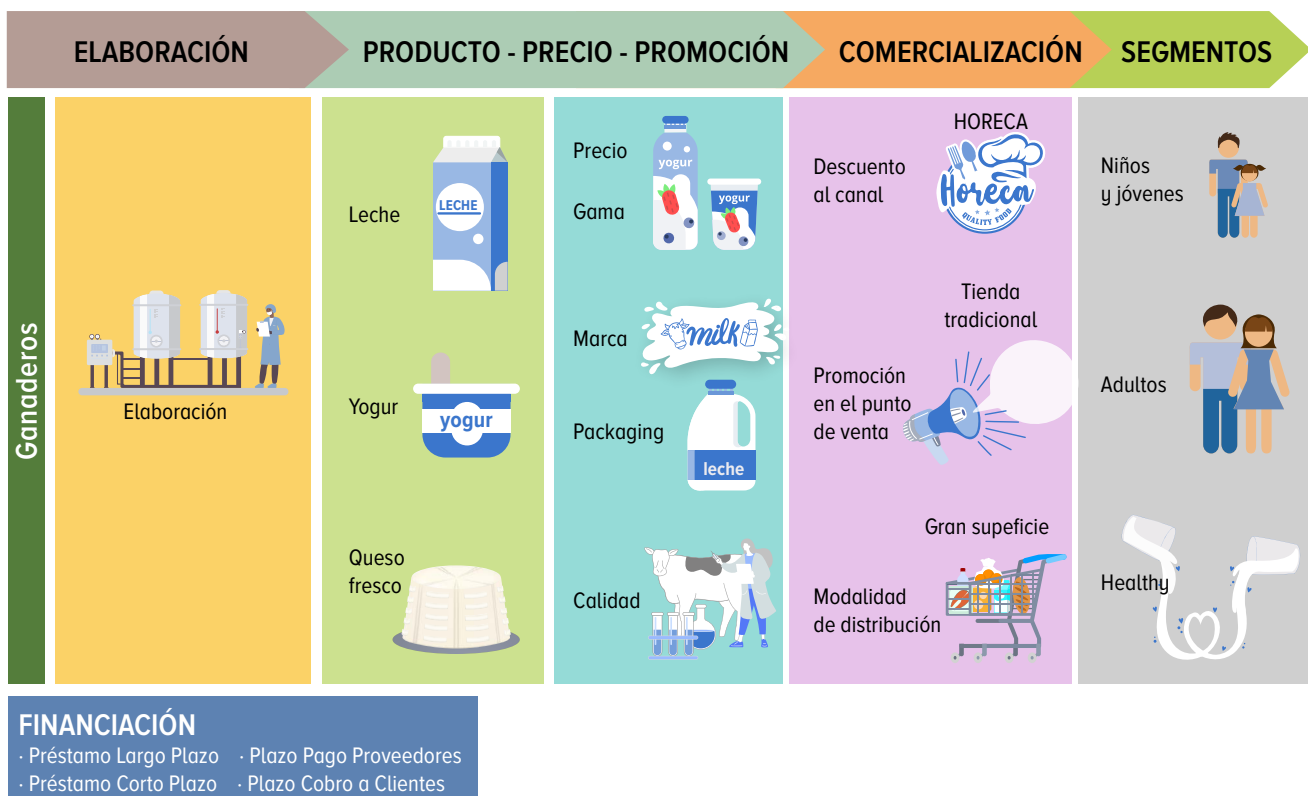 ELABORACIÓN
PRODUCTO - PRECIO - PROMOCIÓN
COMERCIALIZACIÓN
SEGMENTOS
Ganaderos
Elaboración
Leche
LECHE
Yogur
yogur
Queso
fresco
Precio
Gama
yogur
yogur
Marca
milk
Packaging
leche
Calidad
HORECA
Descuento
al canal
Horeca
QUALITY FOOD
Tienda
tradicional
Promoción
en el punto
de venta
Gran supeficie
Modalidad
de distribución
Niños
y jóvenes
Adultos
Healthy
FINANCIACIÓN
· Préstamo Largo Plazo
· Plazo Pago Proveedores
· Préstamo Corto Plazo
· Plazo Cobro a Clientes